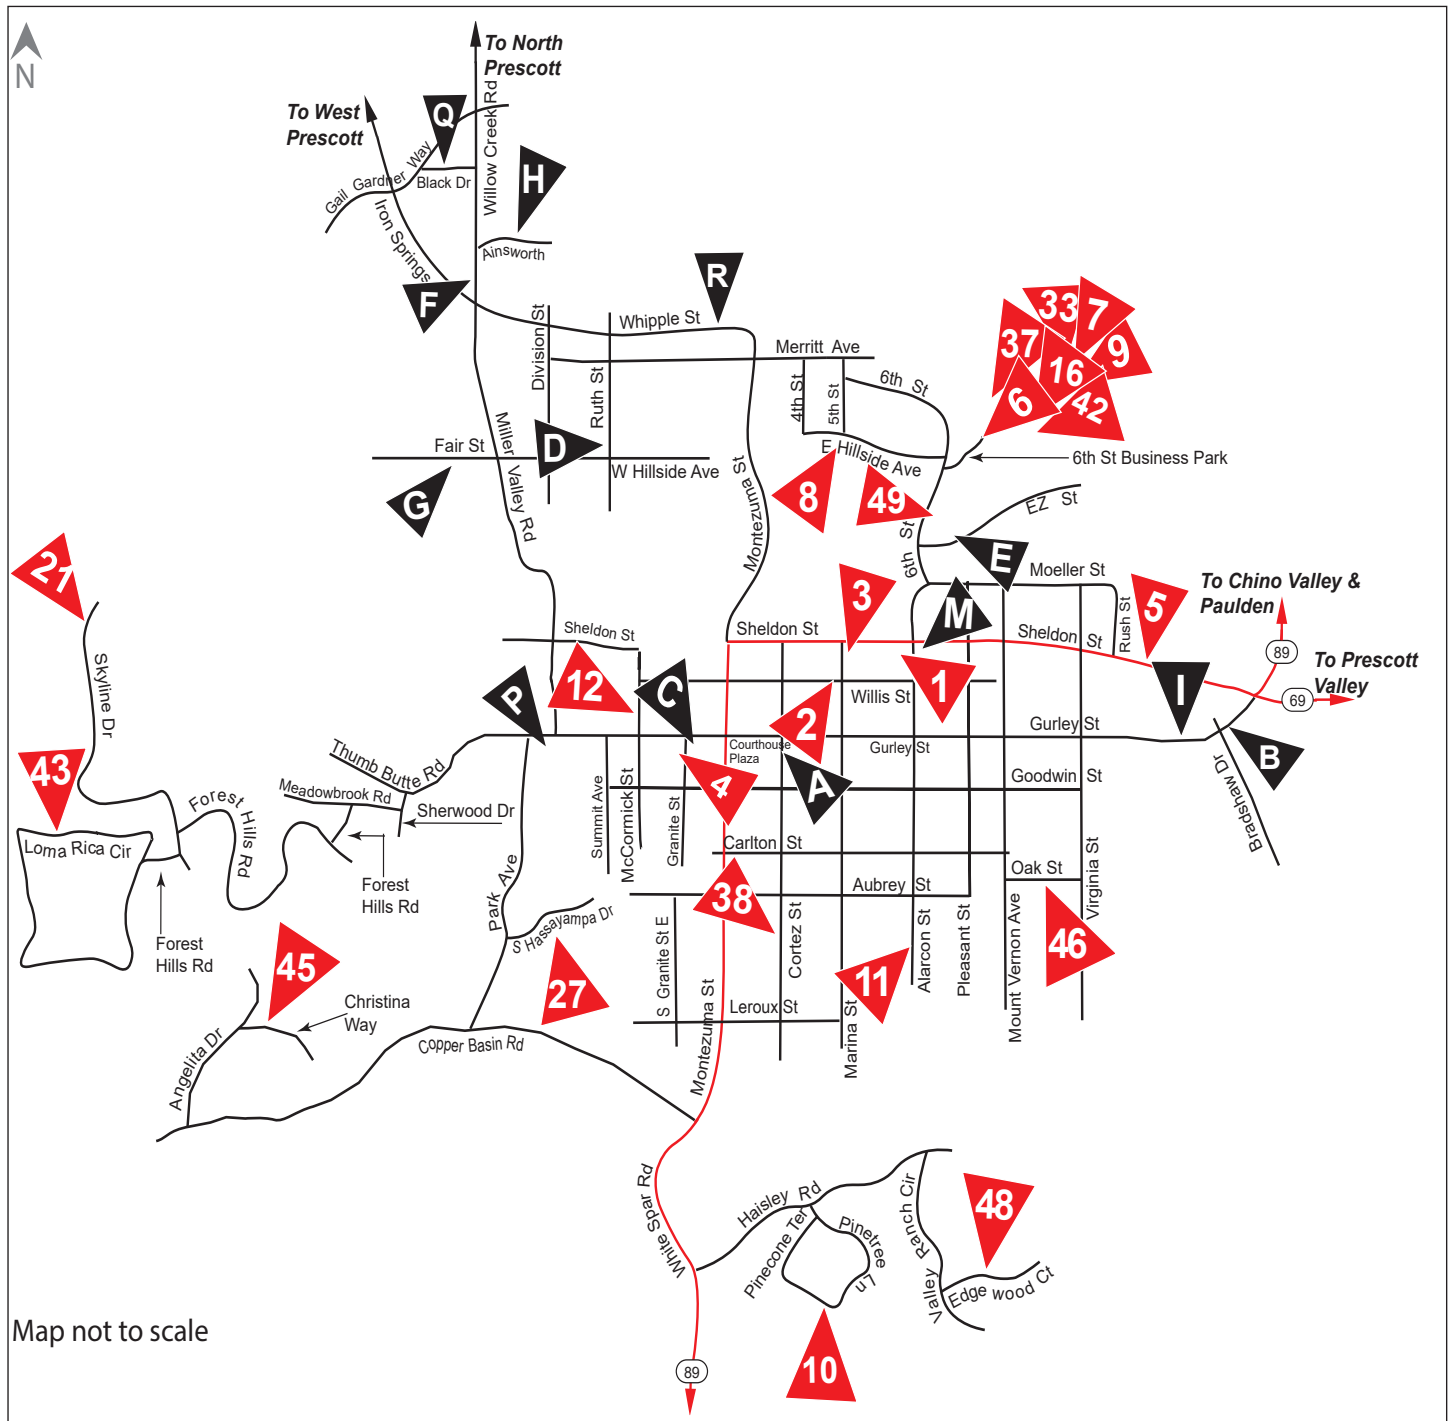 N
To North
Prescott
To West
Prescott
Q
Willow Creek Rd
Gail Gardner Way
Black Dr
H
Iron Springs
Ainsworth
F
R
Whipple St
Division St
Ruth St
Merritt Ave
4th St
5th St
6th St
33
7
37
9
16
6
42
Miller Valley Rd
Fair St
D
W Hillside Ave
E Hillside Ave
6th St Business Park
G
Montezuma St
8
49
6th St
EZ St
E
Moeller St
21
3
M
5
Rush St
To Chino Valley &
Paulden
89
Sheldon St
Sheldon St
Sheldon St
To Prescott
Valley
69
Skyline Dr
P
12
C
Willis St
1
I
2
Gurley St
Gurley St
Courthouse
Plaza
B
Bradshaw Dr
43
Thumb Butte Rd
4
A
Goodwin St
Meadowbrook Rd
Sherwood Dr
Forest Hills Rd
Summit Ave
McCormick St
Granite St
Loma Rica Cir
Carlton St
Oak St
Virginia St
Forest
Hills Rd
Park Ave
38
Aubrey St
S Hassayampa Dr
S Granite St E
Cortez St
Alarcon St
Pleasant St
Mount Vernon Ave
46
Forest
Hills Rd
45
27
11
Christina
Way
Leroux St
Montezuma St
Marina St
Angelita Dr
Copper Basin Rd
White Spar Rd
Haisley Rd
Pinecone Ter
Pinetree Ln
Valley Ranch Cir
48
Edge wood Ct
Map not to scale
89
10